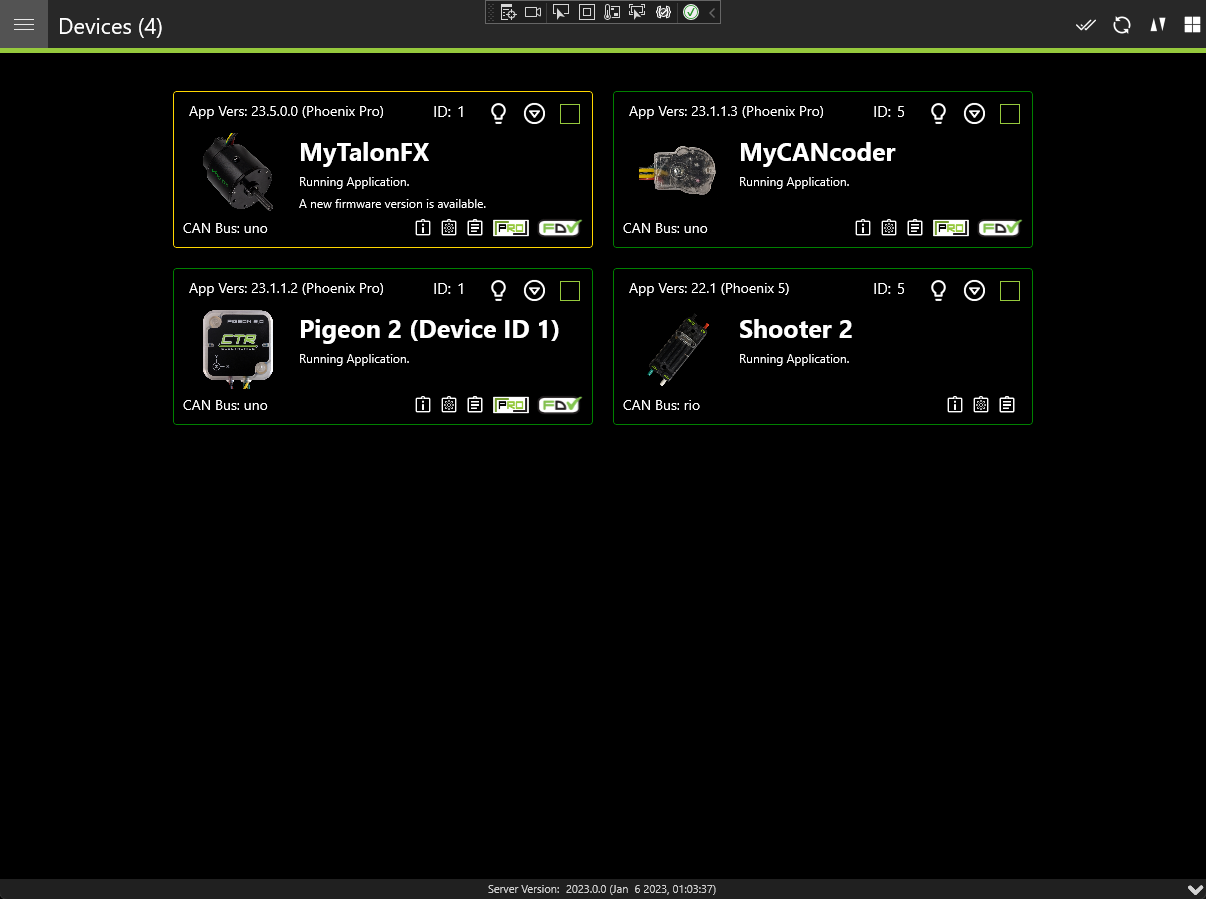 Devices (4)
App Vers: 23.5.0.0 (Phoenix Pro)
ID: 1
MyTalonFX
Running Application.
A new firmware version is available.
CAN Bus: uno
PRO
FDV
App Vers: 23.1.1.3 (Phoenix Pro)
ID: 5
MyCANcoder
Running Application.
CAN Bus: uno
PRO
FDV
App Vers: 23.1.1.2 (Phoenix Pro)
ID: 1
PIGEON 2.0
CTR
Pigeon 2 (Device ID 1)
Running Application.
CAN Bus: uno
PRO
FDV
App Vers: 22.1 (Phoenix 5)
ID: 5
Shooter 2
Running Application.
CAN Bus: rio
Server Version: 2023.0.0 (Jan 6 2023, 01:03:37)